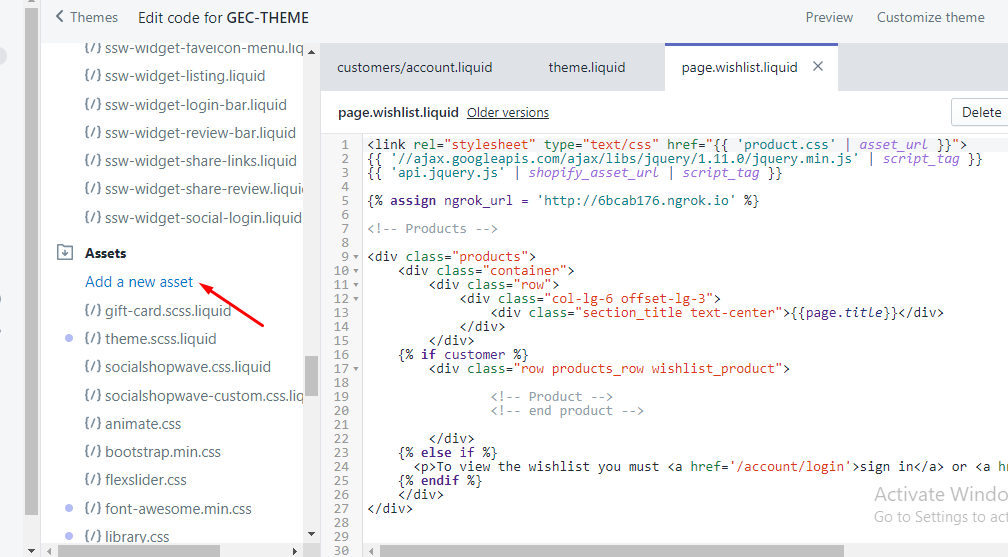 Themes Edit code for GEC-THEME Preview Customize theme
{/} ssw-widget-faveicon-menu.liq
{/} ssw-widget-listing.liquid
{/} ssw-widget-login-bar.liquid
{/} ssw-widget-review-bar.liquid
{/} ssw-widget-share-links.liquid
{/} ssw-widget-share-review.liqui
{/} ssw-widget-social-login.liquid
Assets
Add a new asset
{/} gift-card.scss.liquid
{/} theme.scss.liquid
{/} socialshopwave.css.liquid
{/} socialshopwave-custom.css.liq
{/} animate.css
{/} bootstrap.min.css
{/} flexslider.css
{/} font-awesome.min.css
{/} library.css
customers/account.liquid theme.liquid page.wishlist.liquid
page.wishlist.liquid Older versions Delete
1 <link rel="stylesheet" type="text/css" href="{{ 'product.css' | asset_url }}">
2 {{ '//ajax.googleapis.com/ajax/libs/jquery/1.11.0/jquery.min.js' | script_tag }}
3 {{ 'api.jquery.js' | shopify_asset_url | script_tag }}
4
5 {% assign ngrok_url = 'http://6bcab176.ngrok.io' %}
6
7 <!-- Products -->
8
9 <div class="products">
10 <div class="container">
11 <div class="row">
12 <div class="col-lg-6 offset-lg-3">
13 <div class="section_title text-center">{{page.title}}</div>
14 </div>
15 </div>
16 {% if customer %}
17 <div class="row products_row wishlist_product">
18
19 <!-- Product -->
20 <!-- end product -->
21
22 </div>
23 {% else if %}
24 <p>To view the wishlist you must <a href='/account/login'>sign in</a> or <a h
25 {% endif %}
26 </div>
27 </div>
28
29
30
Activate Windo
Go to Settings to act